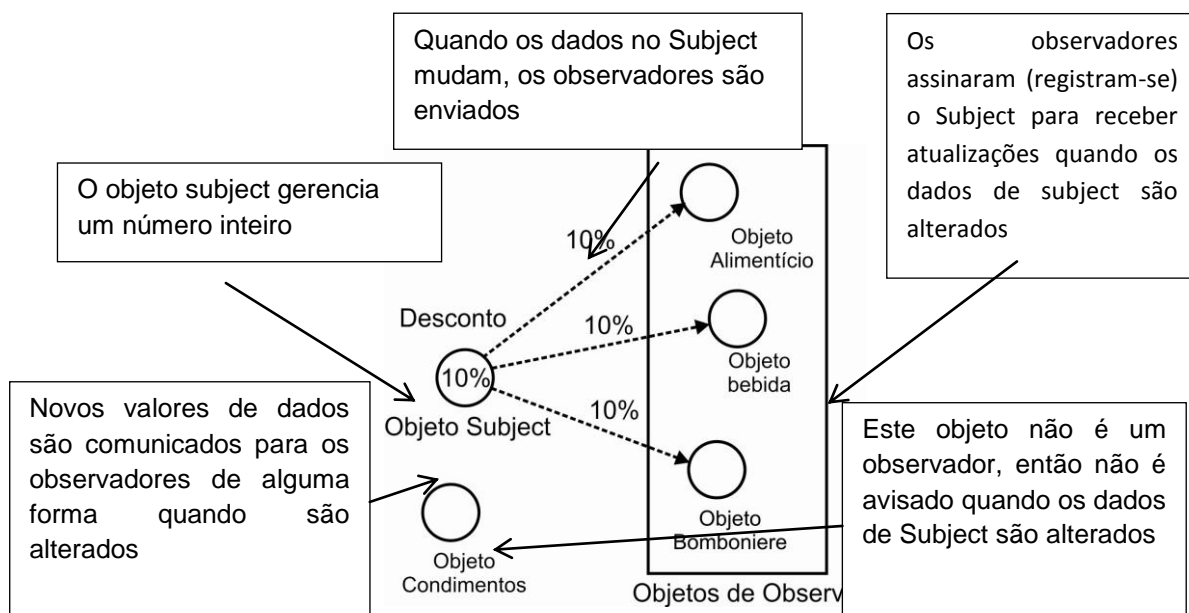 Quando os dados no Subject
mudam, os observadores são
enviados
Os observadores
assinaram (registram-se)
o Subject para receber
atualizações quando os
dados de subject são
alterados
O objeto subject gerencia
um número inteiro
10%
Objeto
Alimentício
Desconto
10%
10%
Objeto
bebida
Objeto Subject
10%
Novos valores de dados
são comunicados para os
observadores de alguma
forma quando são
alterados
Este objeto não é um
observador, então não é
avisado quando os dados
de Subject são alterados
Objeto
Bomboniere
Objeto
Condimentos
Objetos de Observ